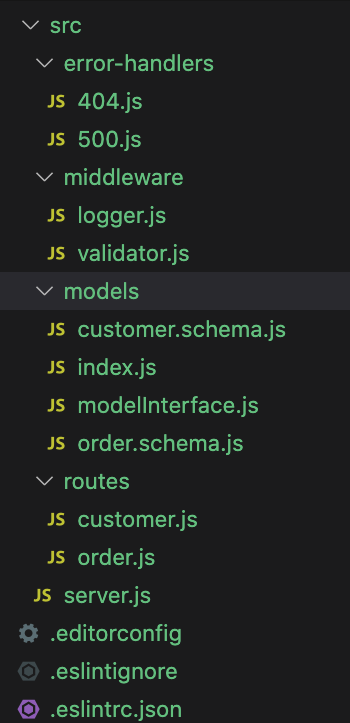 src
error-handlers
JS 404.js
JS 500.js
middleware
JS logger.js
JS validator.js
models
JS customer.schema.js
JS index.js
JS modelInterface.js
JS order.schema.js
routes
JS customer.js
JS order.js
JS server.js
.editorconfig
.eslintignore
.eslintrc.json